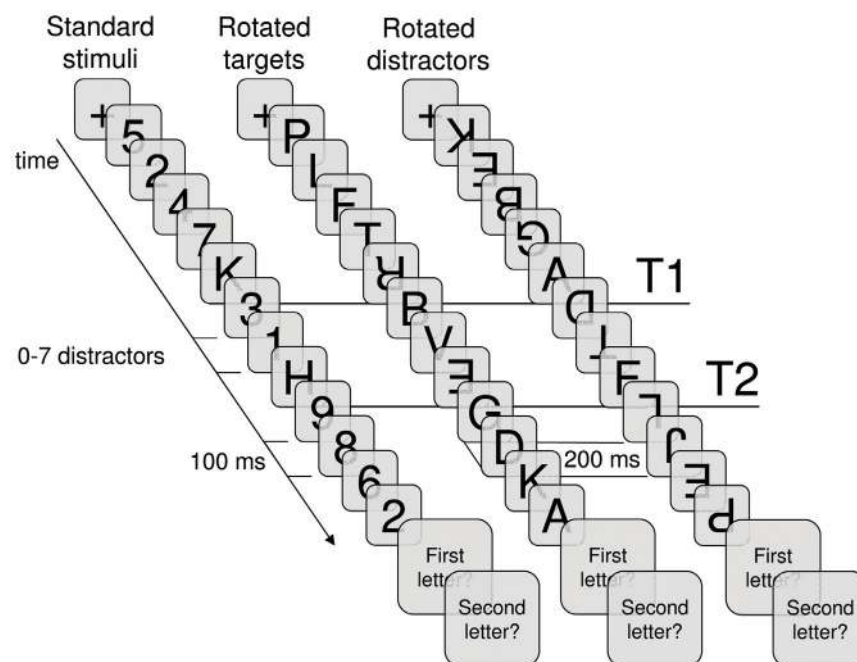 Standard
stimuli
Rotated
targets
Rotated
distractors
time
+
5
2
4
7
K
3
1
H
9
8
6
2
First
letter?
Second
letter?
+
P
L
F
R
B
E
G
D
K
A
First
letter?
Second
letter?
+
K
E
B
G
A
D
T
F
L
J
E
P
First
letter?
Second
letter?
T1
T2
0-7 distractors
100 ms
200 ms